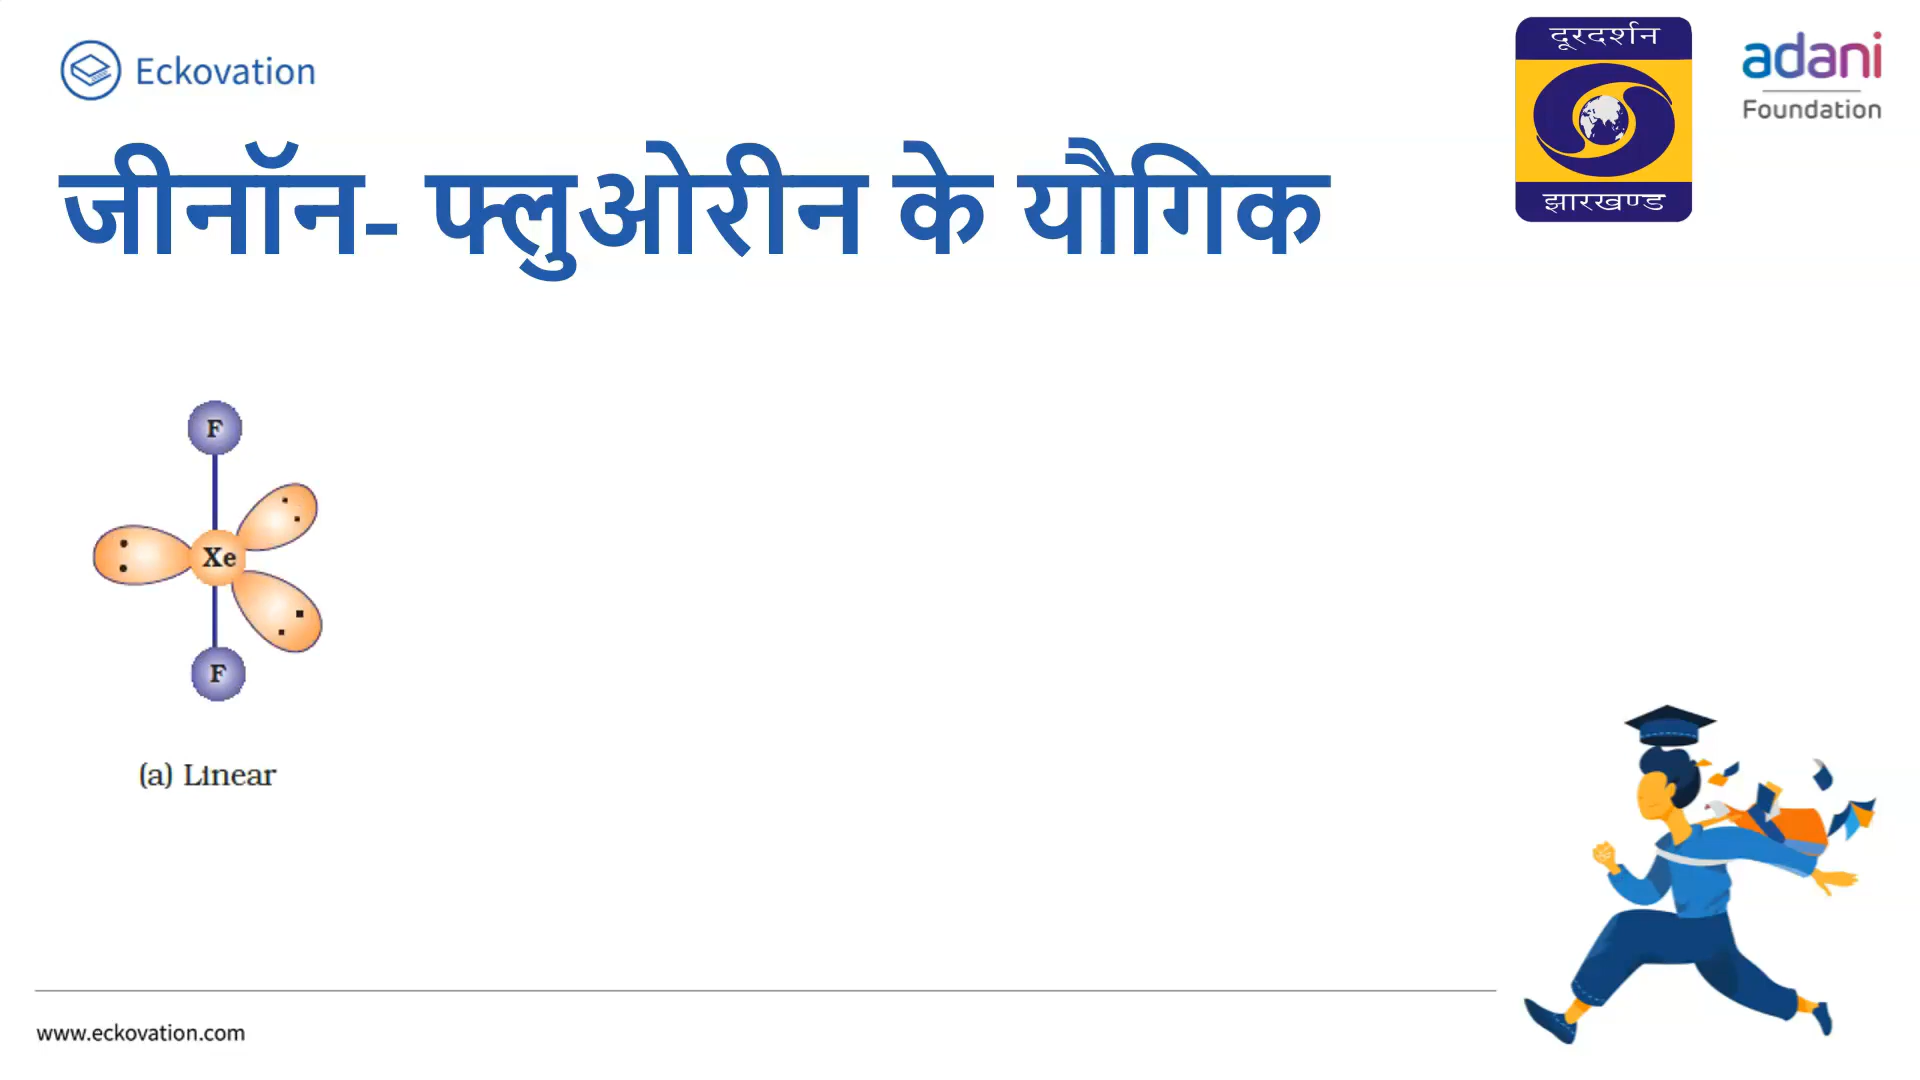 Eckovation
दूरदर्शन
झारखण्ड
adani
Foundation
जीनॉन- फ्लुओरीन के यौगिक
F
Xe
F
(a) Linear
www.eckovation.com